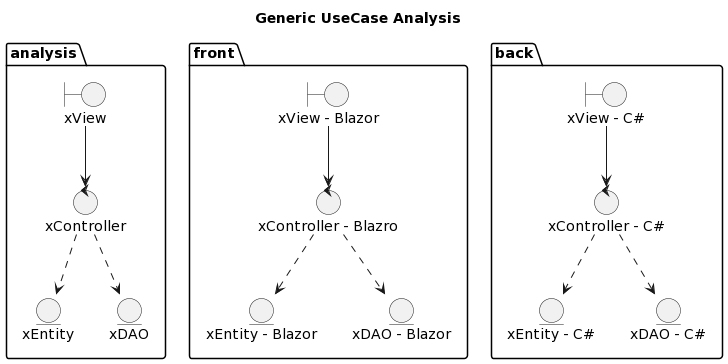 Generic UseCase Analysis
analysis
front
back
xView
xView - Blazor
xView - C#
xController
xController - Blazro
xController - C#
xEntity
xDAO
xEntity - Blazor
xDAO - Blazor
xEntity - C#
xDAO - C#